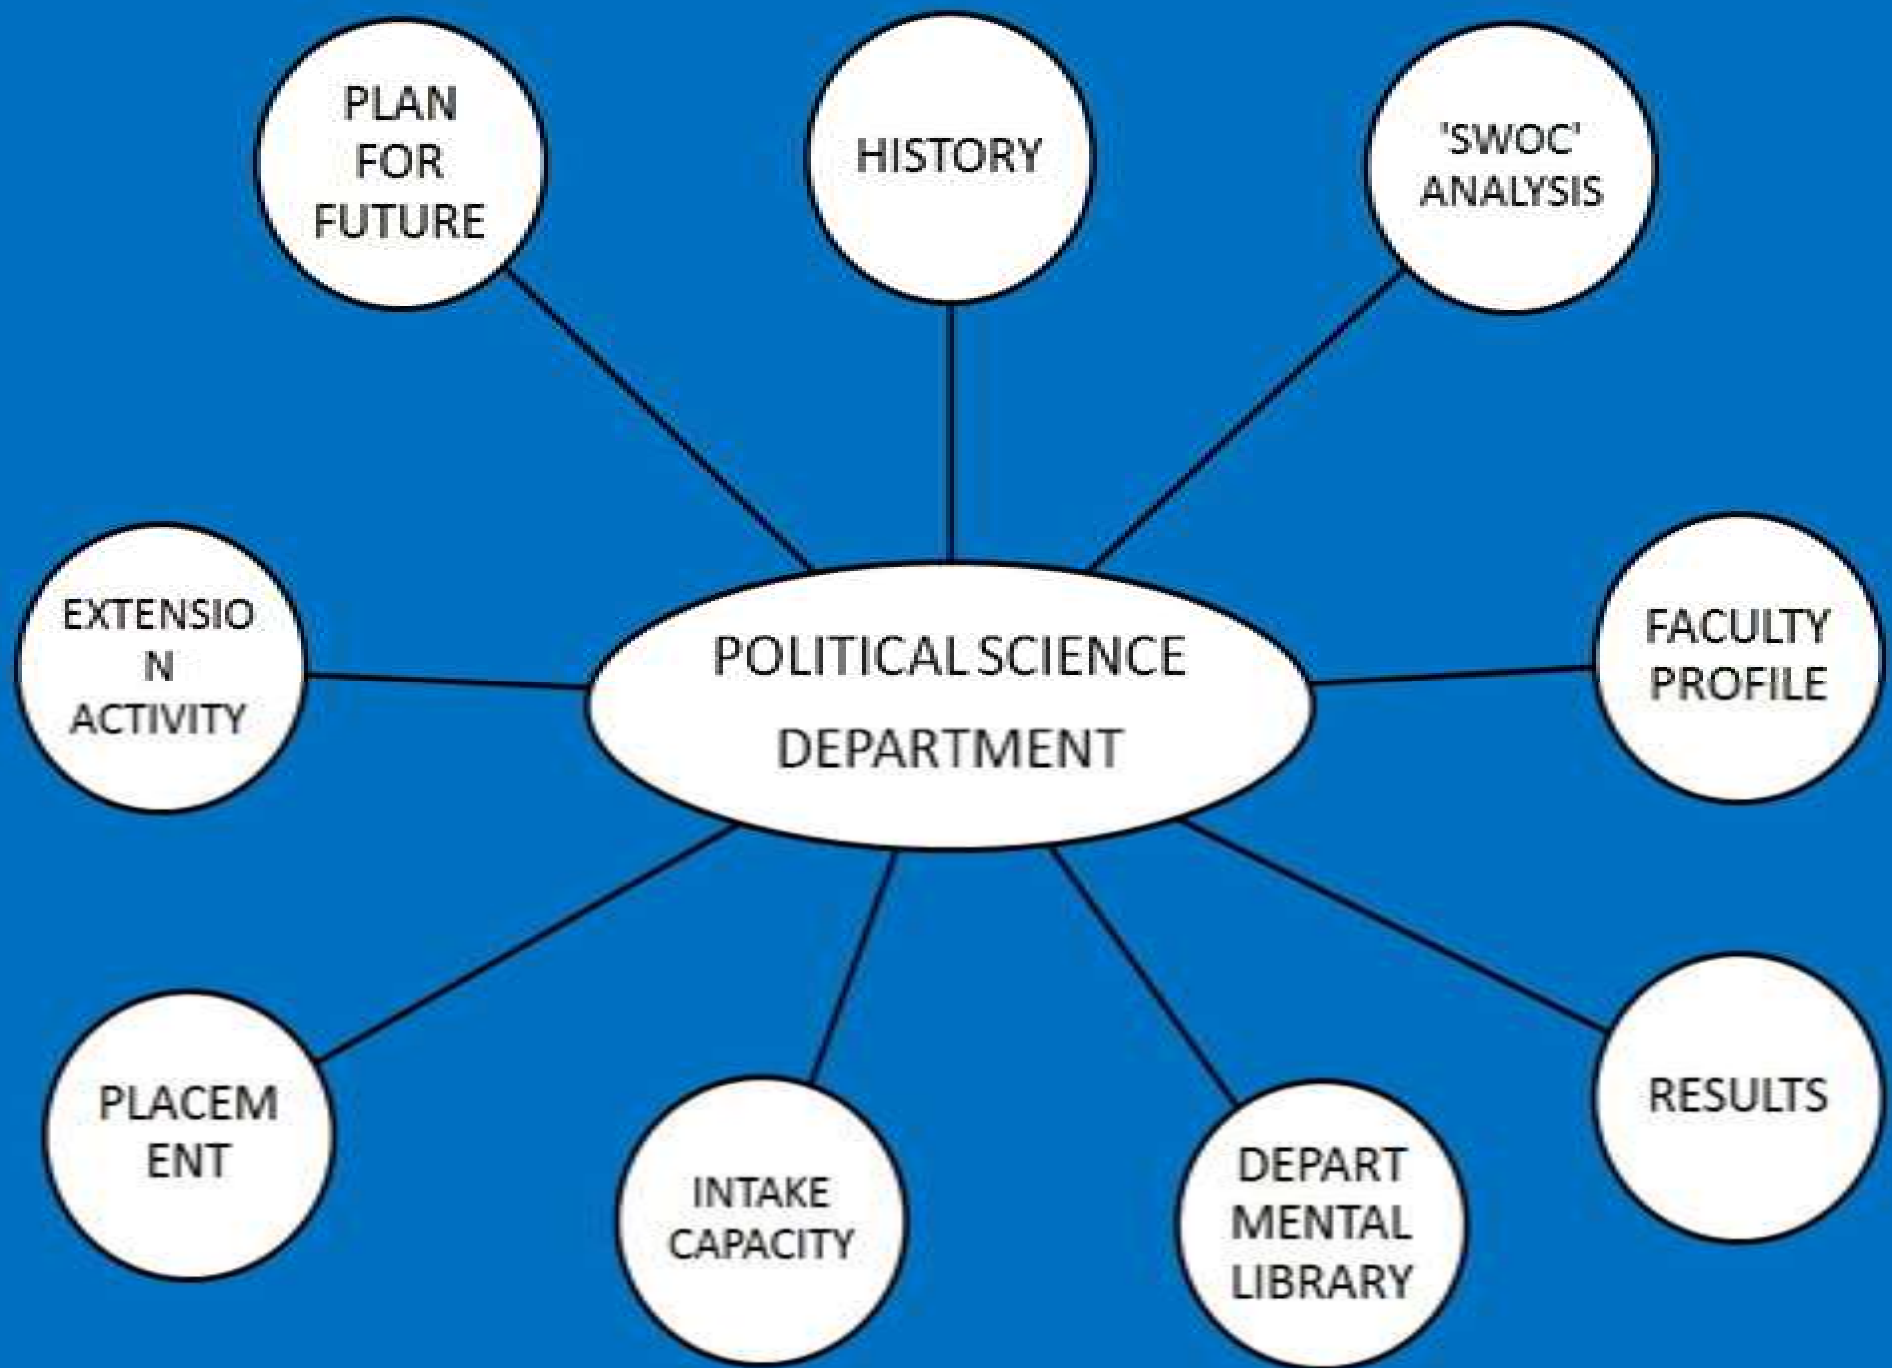 PLAN
FOR
FUTURE
HISTORY
'SWOC'
ANALYSIS
EXTENSIO
N
ACTIVITY
POLITICAL SCIENCE
DEPARTMENT
FACULTY
PROFILE
PLACEM
ENT
INTAKE
CAPACITY
DEPART
MENTAL
LIBRARY
RESULTS